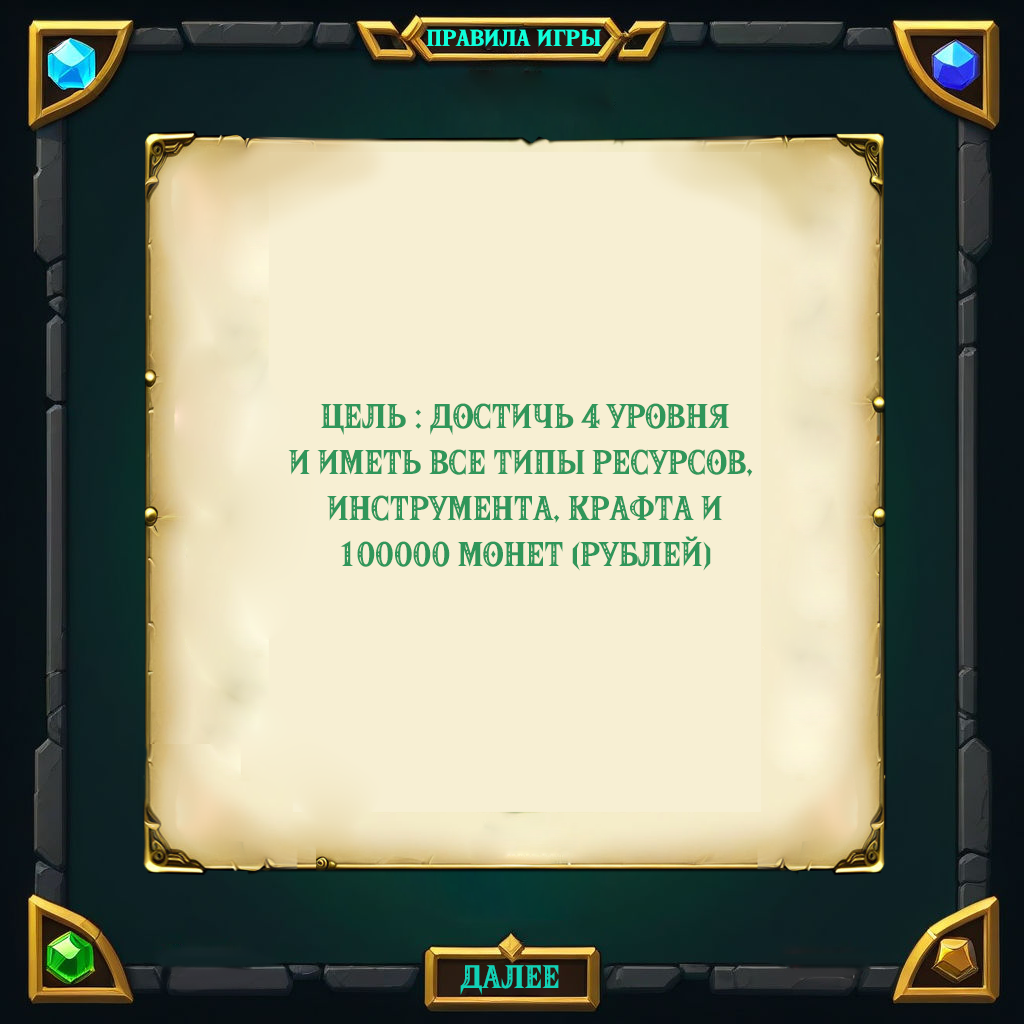 ПРАВИЛА ИГРЫ
ЦЕЛЬ : ДОСТИЧЬ 4 УРОВНЯ
И ИМЕТЬ ВСЕ ТИПЫ РЕСУРСОВ,
ИНСТРУМЕНТА, КРАФТА И
100000 МОНЕТ (РУБЛЕЙ)
ДАЛЕЕ